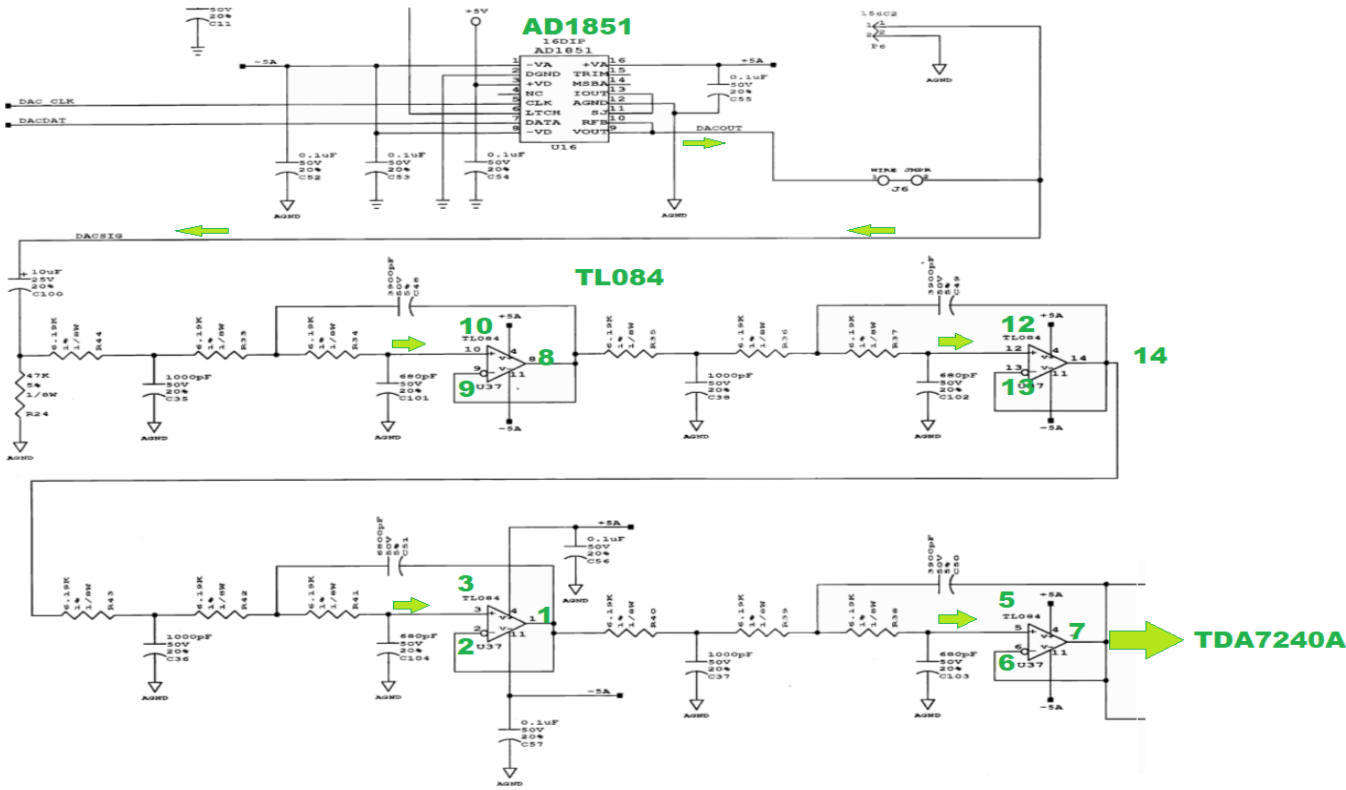 50V
20%
C11
+5V
AD1851
16DIP
AD1851
-5A
1 -VA +VA 16
2 DGND TRIM 15
3 +VD MSBA 14
4 NC IOUT 13
5 CLK AGND 12
6 LTCH SJ 11
7 DATA RFB 10
8 -VD VOUT 9
U16
+5A
0.1uF
50V
20%
C55
1
2
P6
AGND
DAC CLK
DACDAT
DACOUT
0.1uF
50V
20%
C52
0.1uF
50V
20%
C53
0.1uF
50V
20%
C54
AGND
AGND
WIRE JMPR
1 2
J6
DACSIG
10uF
25V
20%
C100
TL084
3900pF
50V
5%
C48
3900pF
50V
5%
C49
6.19K
1%
1/8W
R44
6.19K
1%
1/8W
R33
6.19K
1%
1/8W
R34
10
+5A
TL084
10
9
4
11
8
8
9
U37
-5A
6.19K
1%
1/8W
R35
6.19K
1%
1/8W
R36
6.19K
1%
1/8W
R37
12
+5A
TL084
12
13
4
11
14
14
13
U37
-5A
47K
5%
1/8W
R24
AGND
1000pF
50V
20%
C35
AGND
680pF
50V
20%
C101
AGND
1000pF
50V
20%
C38
AGND
680pF
50V
20%
C102
AGND
6800pF
50V
5%
C51
+5A
0.1uF
50V
20%
C56
AGND
3900pF
50V
5%
C50
6.19K
1%
1/8W
R43
6.19K
1%
1/8W
R42
6.19K
1%
1/8W
R41
3
TL084
3
2
4
11
1
1
2
U37
6.19K
1%
1/8W
R40
6.19K
1%
1/8W
R39
6.19K
1%
1/8W
R38
5
+5A
TL084
5
6
4
11
7
7
6
U37
-5A
TDA7240A
1000pF
50V
20%
C36
AGND
680pF
50V
20%
C104
AGND
-5A
0.1uF
50V
20%
C57
AGND
1000pF
50V
20%
C37
AGND
680pF
50V
20%
C103
AGND